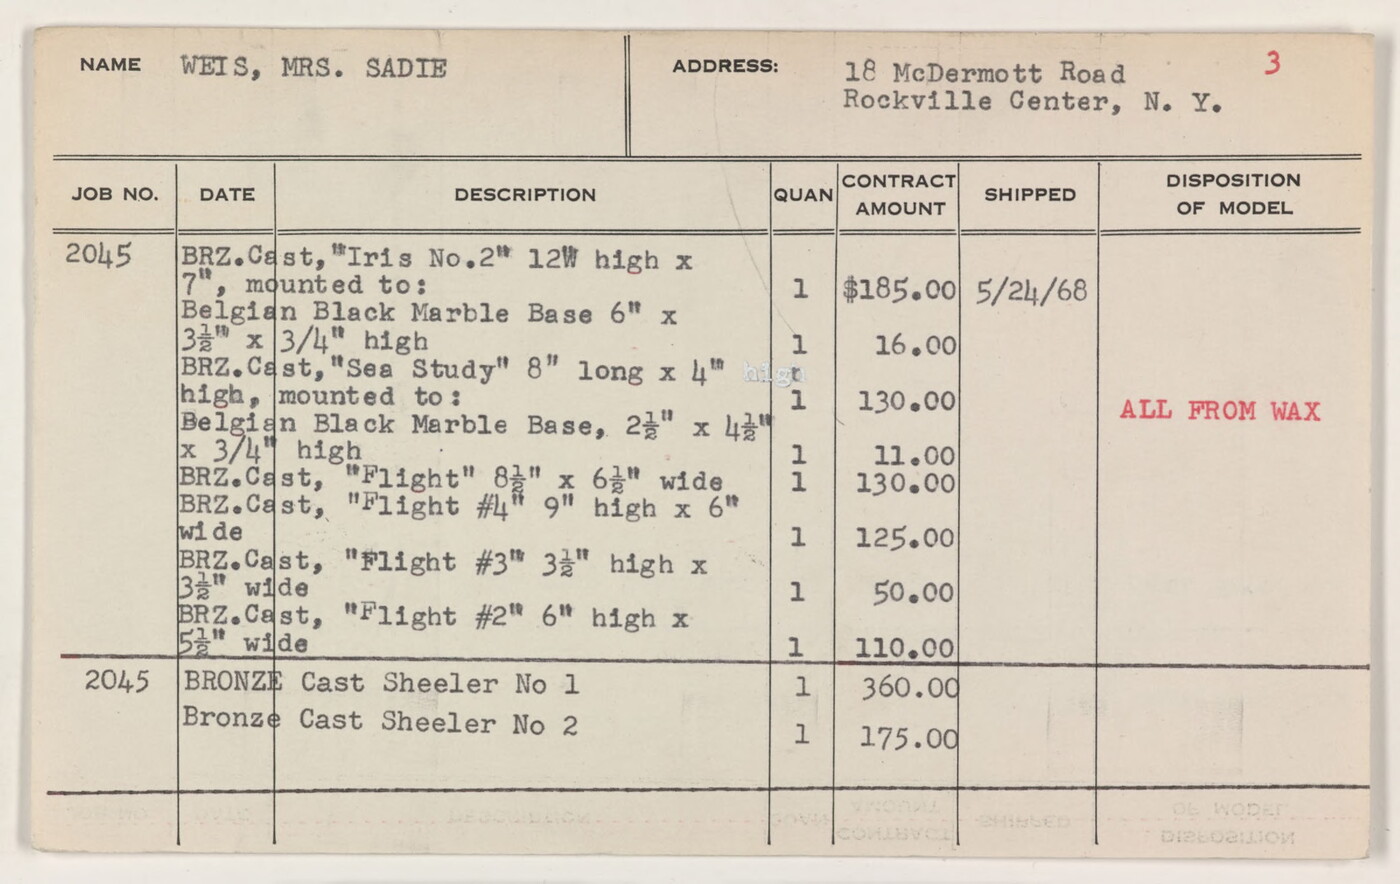 NAME WEIS, MRS. SADIE ADDRESS: 18 McDermott Road 3
Rockville Center, N. Y.
JOB NO. DATE DESCRIPTION QUAN CONTRACT AMOUNT SHIPPED DISPOSITION OF MODEL
2045 BRZ.Cast,"Iris No.2" 12W high x
7", mounted to: 1 $185.00 5/24/68
Belgian Black Marble Base 6" x
3½" x 3/4" high 1 16.00
BRZ.Cast,"Sea Study" 8" long x 4" high
high, mounted to: 1 130.00
ALL FROM WAX
Belgian Black Marble Base, 2½" x 4½"
x 3/4" high 1 11.00
BRZ.Cast, "Flight" 8½" x 6½" wide 1 130.00
BRZ.Cast, "Flight #4" 9" high x 6"
wide 1 125.00
BRZ.Cast, "Flight #3" 3½" high x
3½" wide 1 50.00
BRZ.Cast, "Flight #2" 6" high x
5½" wide 1 110.00
2045 BRONZE Cast Sheeler No 1 1 360.00
Bronze Cast Sheeler No 2 1 175.00